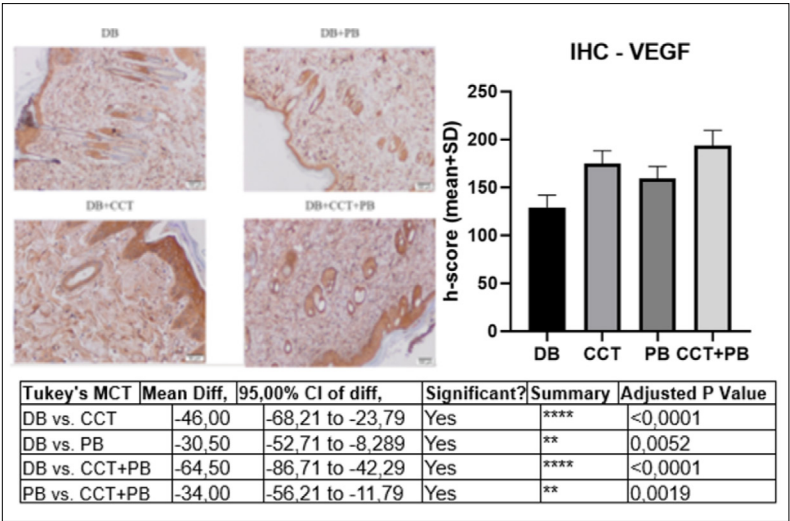 DB
DB+PB
DB+CCT
DB+CCT+PB
IHC - VEGF
h-score (mean+SD)
250
200
150
100
50
0
DB CCT PB CCT+PB
Tukey's MCT Mean Diff, 95,00% CI of diff, Significant? Summary Adjusted P Value
DB vs. CCT -46,00 -68,21 to -23,79 Yes **** <0,0001
DB vs. PB -30,50 -52,71 to -8,289 Yes ** 0,0052
DB vs. CCT+PB -64,50 -86,71 to -42,29 Yes **** <0,0001
PB vs. CCT+PB -34,00 -56,21 to -11,79 Yes ** 0,0019